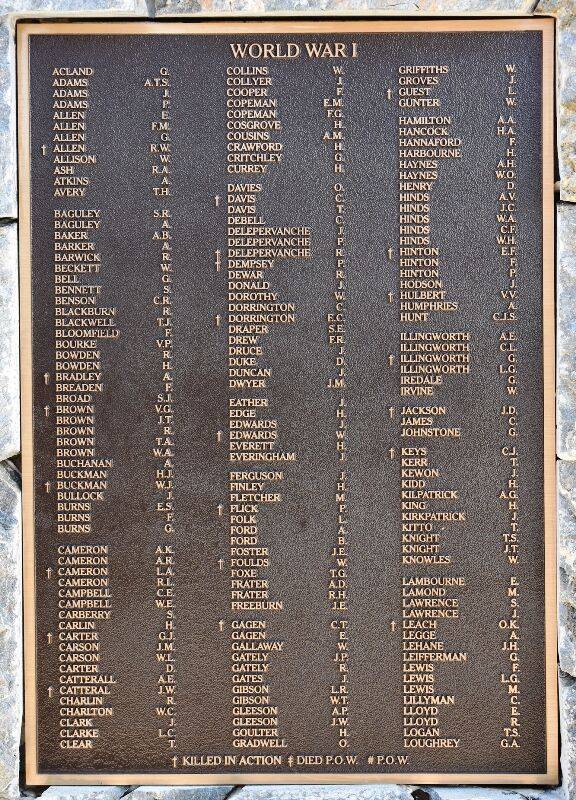 WORLD WAR I
ACLAND G.
ADAMS A.T.S.
ADAMS J.
ADAMS P.
ALLEN E.
ALLEN F.M.
ALLEN G.
† ALLEN R.W.
ALLISON W.
ASH R.A.
ATKINS A.
AVERY T.H.
BAGULEY S.R.
BAGULEY A.
BAKER A.B.
BARKER A.
BARWICK R.
BECKETT W.
BELL G.
BENNETT S.
BENSON C.R.
BLACKBURN R.
BLACKWELL T.J.
BLOOMFIELD F.
BOURKE V.P.
BOWDEN R.
BOWDEN H.
† BRADLEY A.
BREADEN F.
BROAD S.J.
† BROWN V.G.
BROWN J.T.
BROWN R.
BROWN T.A.
BROWN W.A.
BUCHANAN A.
BUCKMAN H.J.
† BUCKMAN W.J.
BULLOCK J.
BURNS E.S.
BURNS F.
BURNS G.
CAMERON A.K.
CAMERON A.R.
† CAMERON L.A.
CAMERON R.L.
CAMPBELL C.E.
CAMPBELL W.E.
CARBERRY S.
CARLIN H.
† CARTER G.J.
CARSON J.M.
CARSON W.L.
CARTER D.
CATTERALL A.E.
† CATTERAL J.W.
CHARLIN R.
CHARLTON W.C.
CLARK J.
CLARKE L.C.
CLEAR T.
COLLINS W.
COLLYER J.
COOPER F.
COPEMAN E.M.
COPEMAN F.G.
COSGROVE H.
COUSINS A.M.
CRAWFORD H.
CRITCHLEY G.
CURREY H.
DAVIES O.
† DAVIS C.
DAVIS T.
DEBELL C.
DELEPERVANCHE J.
DELEPERVANCHE P.
‡ DELEPERVANCHE R.
† DEMPSEY P.
DEWAR R.
DONALD J.
DOROTHY W.
DORRINGTON C.
† DORRINGTON E.C.
DRAPER S.E.
DREW F.R.
DRUCE J.
DUKE D.
DUNCAN J.
DWYER J.M.
EATHER J.
EDGE H.
EDWARDS J.
† EDWARDS W.
EVERETT H.
EVERINGHAM J.
FERGUSON J.
FINLEY H.
FLETCHER M.
† FLICK P.
FOLK L.
FORD A.
FORD B.
FOSTER J.E.
† FOULDS W.
FOXE T.G.
FRATER A.D.
FRATER R.H.
FREEBURN J.E.
† GAGEN C.T.
GAGEN E.
GALLAWAY W.
GATELY J.P.
GATELY R.
GATES J.
GIBSON L.R.
GIBSON W.T.
GLEESON A.P.
GLEESON J.W.
GOULTER H.
GRADWELL O.
GRIFFITHS W.
GROVES J.
† GUEST L.
GUNTER W.
HAMILTON A.A.
HANCOCK H.A.
HANNAFORD F.
HARBOURNE H.
HAYNES A.H.
HAYNES W.O.
HENRY D.
HINDS A.V.
HINDS J.C.
HINDS W.A.
HINDS C.F.
HINDS W.H.
† HINTON E.F.
HINTON F.
HINTON P.
HODSON J.
† HULBERT V.V.
HUMPHRIES A.
HUNT C.J.S.
ILLINGWORTH A.E.
ILLINGWORTH C.L.
† ILLINGWORTH G.
ILLINGWORTH L.G.
IREDALE G.
IRVINE W.
† JACKSON J.D.
JAMES C.
JOHNSTONE G.
† KEYS C.J.
KERR T.
KEWON J.
KIDD H.
KILPATRICK A.G.
KING H.
KIRKPATRICK J.
KITTO T.
KNIGHT T.S.
KNIGHT J.T.
KNOWLES W.
LAMBOURNE E.
LAMOND M.
LAWRENCE S.
LAWRENCE J.
† LEACH O.K.
LEGGE A.
LEHANE J.H.
LEIFFERMAN G.
LEWIS F.
LEWIS L.G.
LEWIS M.
LILLYMAN C.
LLOYD E.
LLOYD R.
LOGAN T.S.
LOUGHREY G.A.
† KILLED IN ACTION ‡ DIED P.O.W. # P.O.W.